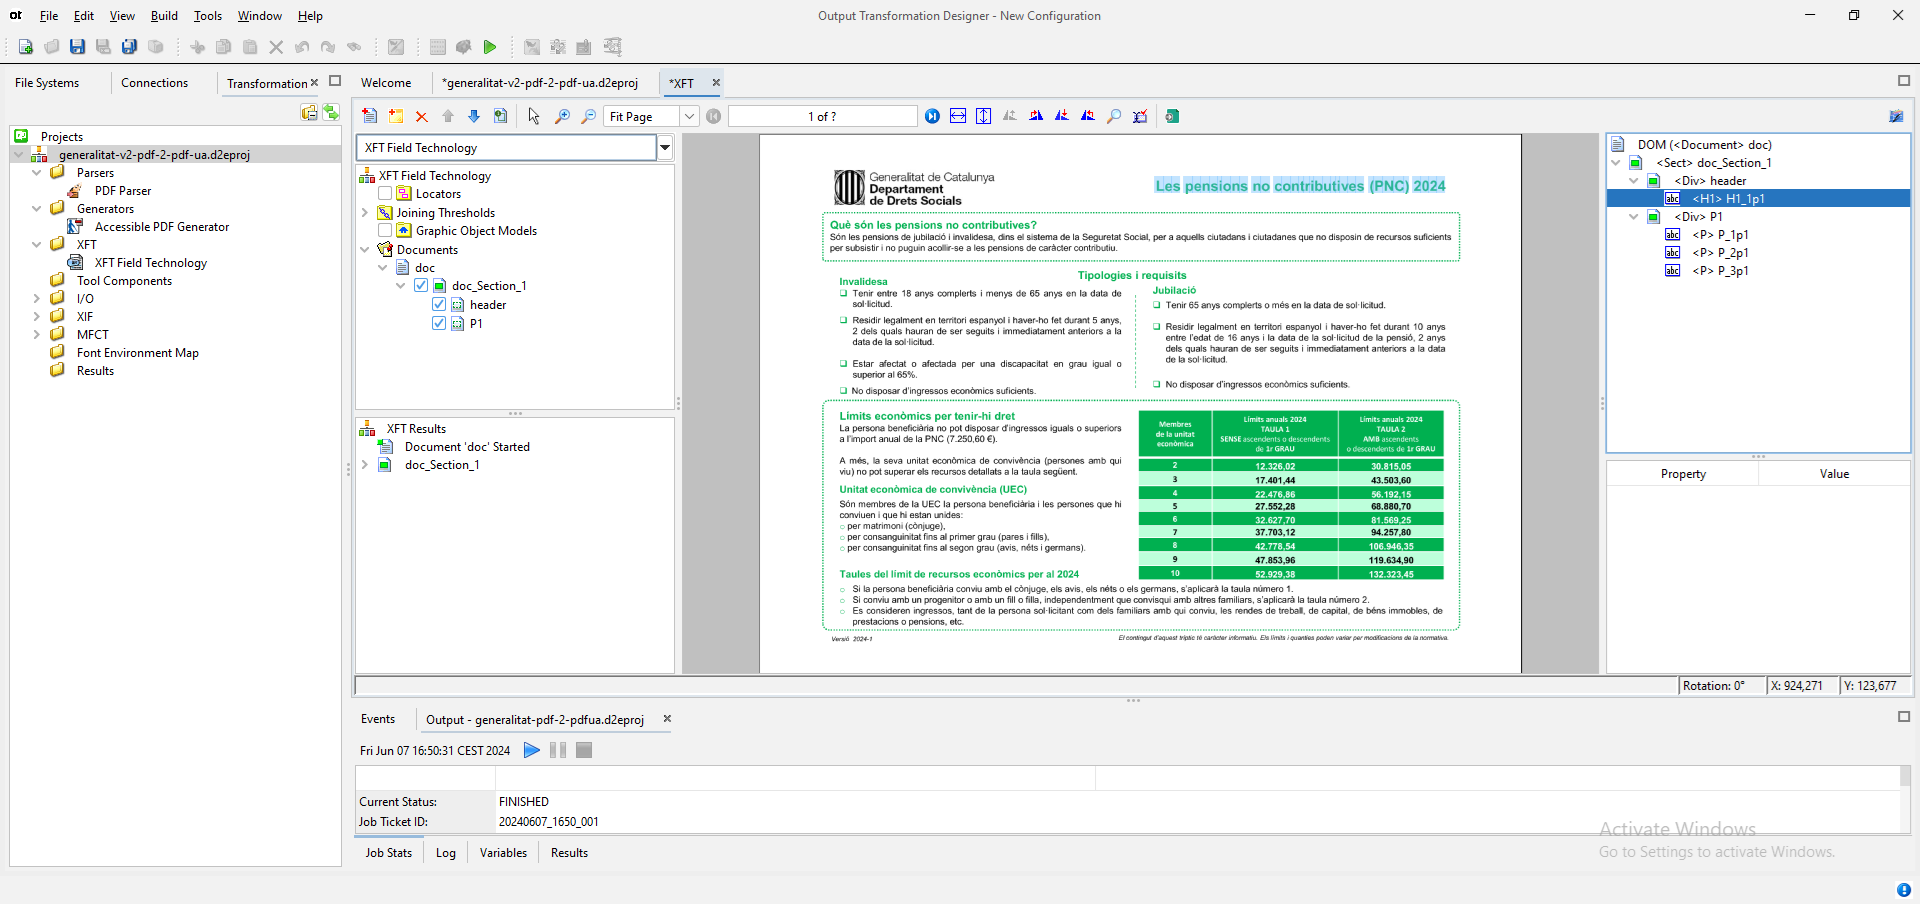 File Edit View Build Tools Window Help
Output Transformation Designer - New Configuration
File Systems
Connections
Transformation
Projects
generalitat-v2-pdf-2-pdf-ua.d2eproj
Parsers
PDF Parser
Generators
Accessible PDF Generator
XFT
XFT Field Technology
Tool Components
I/O
XIF
MFCT
Font Environment Map
Results
Welcome
*generalitat-v2-pdf-2-pdf-ua.d2eproj
*XFT
Fit Page
1 of ?
XFT Field Technology
XFT Field Technology
Locators
Joining Thresholds
Graphic Object Models
Documents
doc
doc_Section_1
header
P1
XFT Results
Document 'doc' Started
doc_Section_1
Generalitat de Catalunya
Departament
de Drets Socials
Les pensions no contributives (PNC) 2024
Què són les pensions no contributives?
Són les pensions de jubilació i invalidesa, dins el sistema de la Seguretat Social, per a aquells ciutadans i ciutadanes que no disposin de recursos suficients
per subsistir i no puguin acollir-se a les pensions de caràcter contributiu.
Tipologies i requisits
Invalidesa
Tenir entre 18 anys complerts i menys de 65 anys en la data de
sol·licitud.
Residir legalment en territori espanyol i haver-ho fet durant 5 anys,
2 dels quals hauran de ser seguits i immediatament anteriors a la
data de la sol·licitud.
Estar afectat o afectada per una discapacitat en grau igual o
superior al 65%.
No disposar d'ingressos econòmics suficients.
Jubilació
Tenir 65 anys complerts o més en la data de sol·licitud.
Residir legalment en territori espanyol i haver-ho fet durant 10 anys
entre l'edat de 16 anys i la data de la sol·licitud de la pensió, 2 anys
dels quals hauran de ser seguits i immediatament anteriors a la data
de la sol·licitud.
No disposar d'ingressos econòmics suficients.
Límits econòmics per tenir-hi dret
La persona beneficiària no pot disposar d'ingressos iguals o superiors
a l'import anual de la PNC (7.250,60 €).
A més, la seva unitat econòmica de convivència (persones amb qui
viu) no pot superar els recursos detallats a la taula següent.
Unitat econòmica de convivència (UEC)
Són membres de la UEC la persona beneficiària i les persones que hi
conviuen i que hi estan unides:
per matrimoni (cònjuge),
per consanguinitat fins al primer grau (pares i fills),
per consanguinitat fins al segon grau (avis, néts i germans).
Membres
de la unitat
econòmica
Límits anuals 2024
TAULA 1
SENSE ascendents o descendents
de 1r GRAU
Límits anuals 2024
TAULA 2
AMB ascendents
o descendents de 1r GRAU
2 12.326,02 30.815,05
3 17.401,44 43.503,60
4 22.476,86 56.192,15
5 27.552,28 68.880,70
6 32.627,70 81.569,25
7 37.703,12 94.257,80
8 42.778,54 106.946,35
9 47.853,96 119.634,90
10 52.929,38 132.323,45
Taules del límit de recursos econòmics per al 2024
Si la persona beneficiària conviu amb el cònjuge, els avis, els néts o els germans, s'aplicarà la taula número 1.
Si conviu amb un progenitor o amb un fill o filla, independentment que convisqui amb altres familiars, s'aplicarà la taula número 2.
Es consideren ingressos, tant de la persona sol·licitant com dels familiars amb qui conviu, les rendes de treball, de capital, de béns immobles, de
prestacions o pensions, etc.
Versió 2024-1
El contingut d'aquest tríptic té caràcter informatiu. Els límits i quanties poden variar per modificacions de la normativa.
DOM (<Document> doc)
<Sect> doc_Section_1
<Div> header
<H1> H1_1p1
<Div> P1
<P> P_1p1
<P> P_2p1
<P> P_3p1
Property Value
Rotation: 0° X: 924,271 Y: 123,677
Events
Output - generalitat-pdf-2-pdfua.d2eproj
Fri Jun 07 16:50:31 CEST 2024
Current Status: FINISHED
Job Ticket ID: 20240607_1650_001
Job Stats Log Variables Results
Activate Windows
Go to Settings to activate Windows.